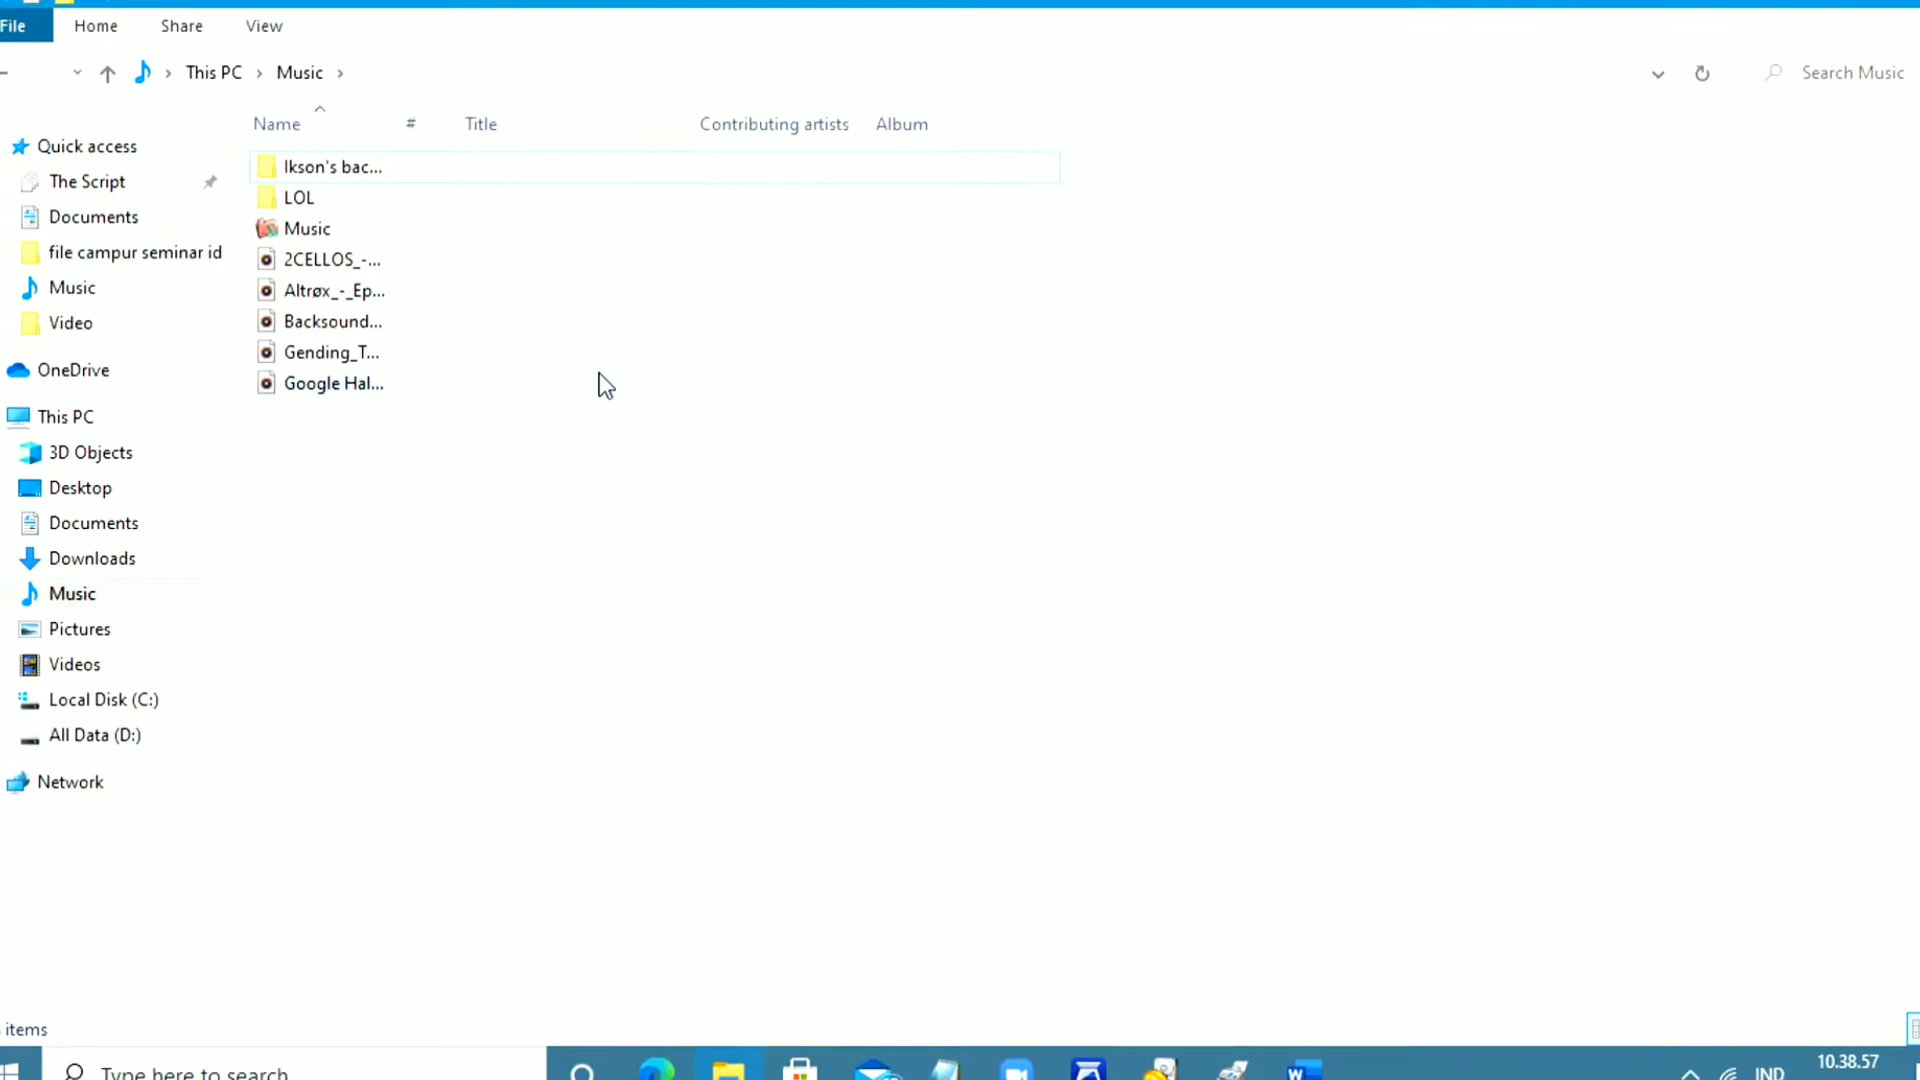 File Home Share View
This PC > Music >
Search Music
Name # Title Contributing artists Album
Quick access
The Script
Documents
file campur seminar id
Music
Video
OneDrive
This PC
3D Objects
Desktop
Documents
Downloads
Music
Pictures
Videos
Local Disk (C:)
All Data (D:)
Network
Ikson's bac...
LOL
Music
2CELLOS_-...
Altrøx_-_Ep...
Backsound...
Gending_T...
Google Hal...
items
Type here to search
IND
10.38.57